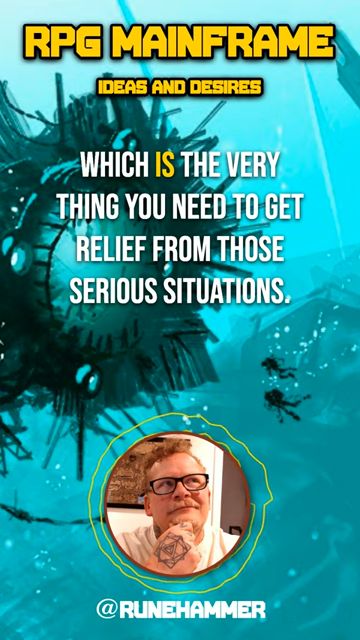 RPG MAINFRAME
IDEAS AND DESIRES
WHICH IS THE VERY
THING YOU NEED TO GET
RELIEF FROM THOSE
SERIOUS SITUATIONS.
@RUNEHAMMER